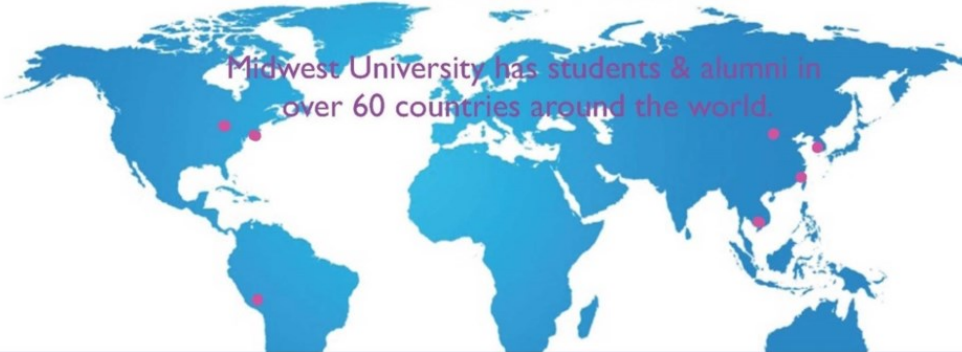 Midwest University has students & alumni in
over 60 countries around the world.